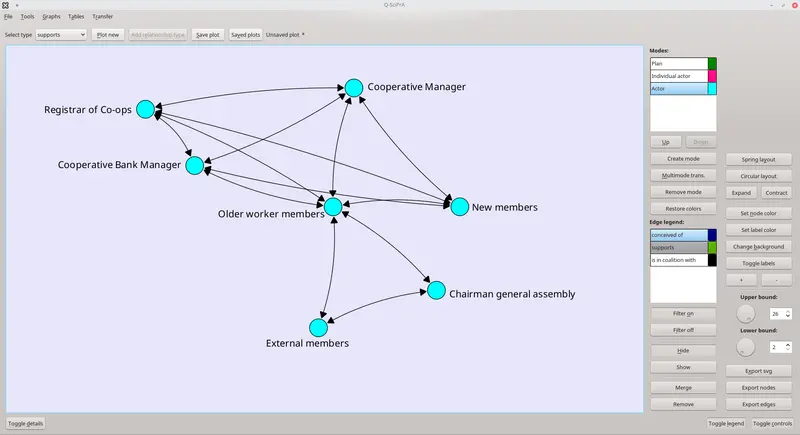 Q-SoPrA
File Tools Graphs Tables Transfer
Select type supports Plot new Add relationship type Save plot Saved plots Unsaved plot. *
Cooperative Manager
Registrar of Co-ops
Cooperative Bank Manager
Older worker members
New members
Chairman general assembly
External members
Modes:
Plan
Individual actor
Actor
Up Down
Create mode
Multimode trans.
Remove mode
Restore colors
Edge legend:
conceived of
supports
is in coalition with
Filter on
Filter off
Hide
Show
Merge
Remove
Spring layout
Circular layout
Expand Contract
Set node color
Set label color
Change background
Toggle labels
+ -
Upper bound:
26
Lower bound:
2
Export svg
Export nodes
Export edges
Toggle details Toggle legend Toggle controls